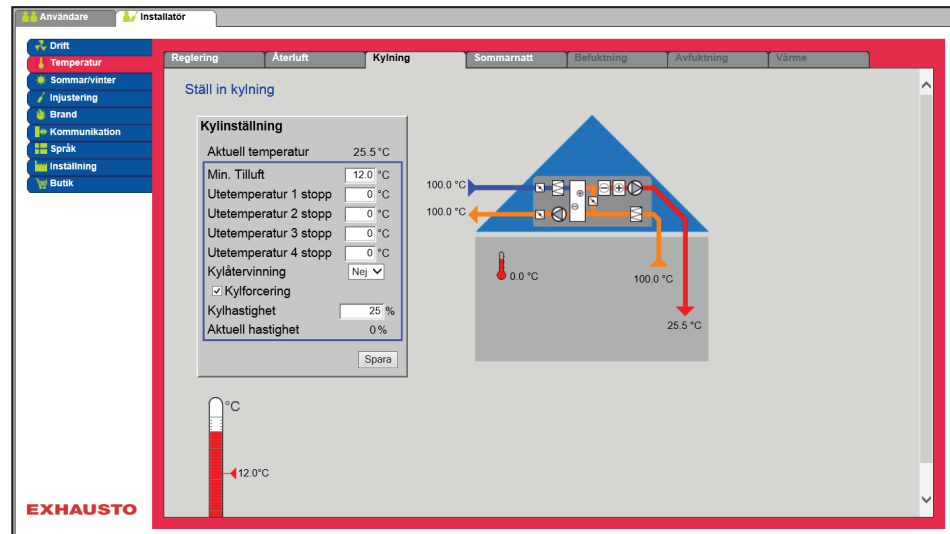 Användare Installatör
Drift
Temperatur
Sommar/vinter
Injustering
Brand
Kommunikation
Språk
Inställning
Butik
EXHAUSTO
Reglering Återluft Kylning Sommarnatt Befuktning Avfuktning Värme
Ställ in kylning
Kylinställning
Aktuell temperatur 25.5°C
Min. Tilluft 12.0 °C
Utetemperatur 1 stopp 0 °C
Utetemperatur 2 stopp 0 °C
Utetemperatur 3 stopp 0 °C
Utetemperatur 4 stopp 0 °C
Kylåtervinning Nej
Kylforcering
Kylhastighet 25 %
Aktuell hastighet 0%
Spara
°C
12.0°C
100.0 °C
100.0 °C
0.0 °C
100.0 °C
25.5 °C